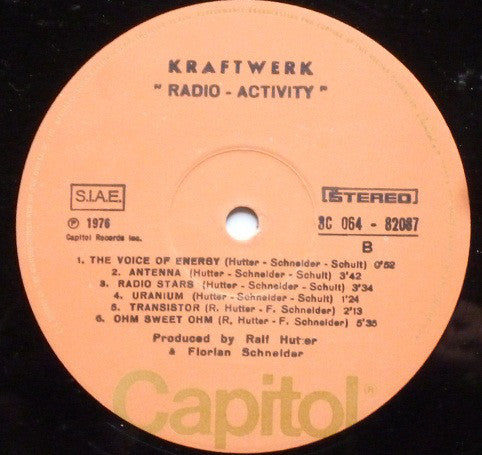 KRAFTWERK
" RADIO - ACTIVITY "
S.I.A.E.
STEREO
℗ 1976
3C 064 - 82087
Capitol Records Inc.
B
1. THE VOICE OF ENERGY (Hutter - Schneider - Schult) 0'52
2. ANTENNA (Hutter - Schneider - Schult) 3'42
3. RADIO STARS (Hutter - Schneider - Schult) 3'34
4. URANIUM (Hutter - Schneider - Schult) 1'24
5. TRANSISTOR (R. Hutter - F. Schneider) 2'13
6. OHM SWEET OHM (R. Hutter - F. Schneider) 5'35
Produced by Ralf Hutter
& Florian Schneider
Capitol